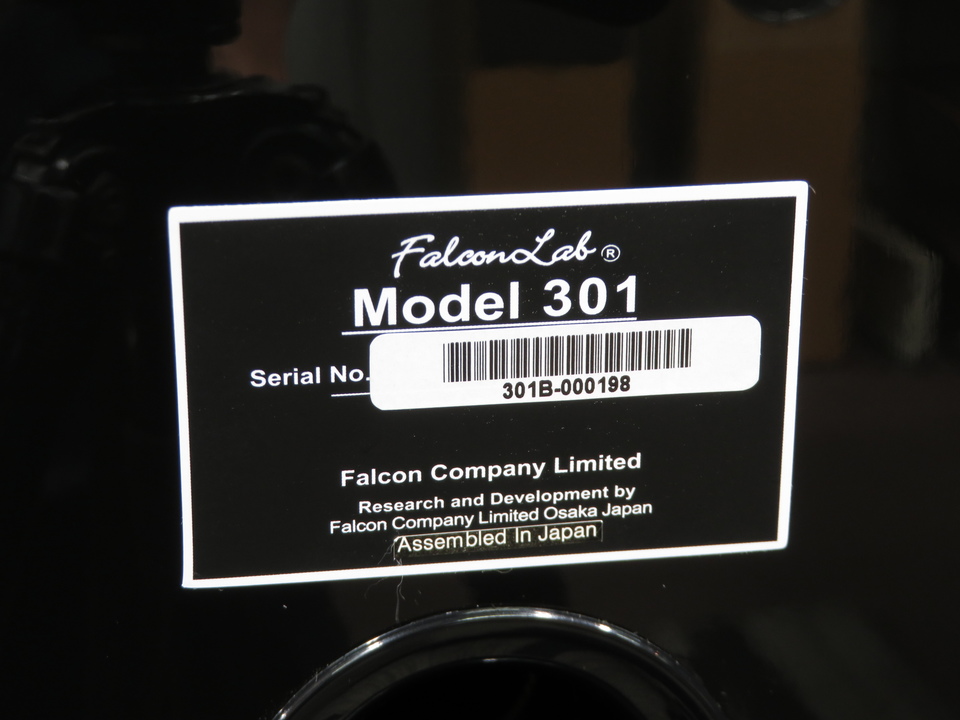 FalconLab ®
Model 301
Serial No.
301B-000198
Falcon Company Limited
Research and Development by
Falcon Company Limited Osaka Japan
Assembled In Japan